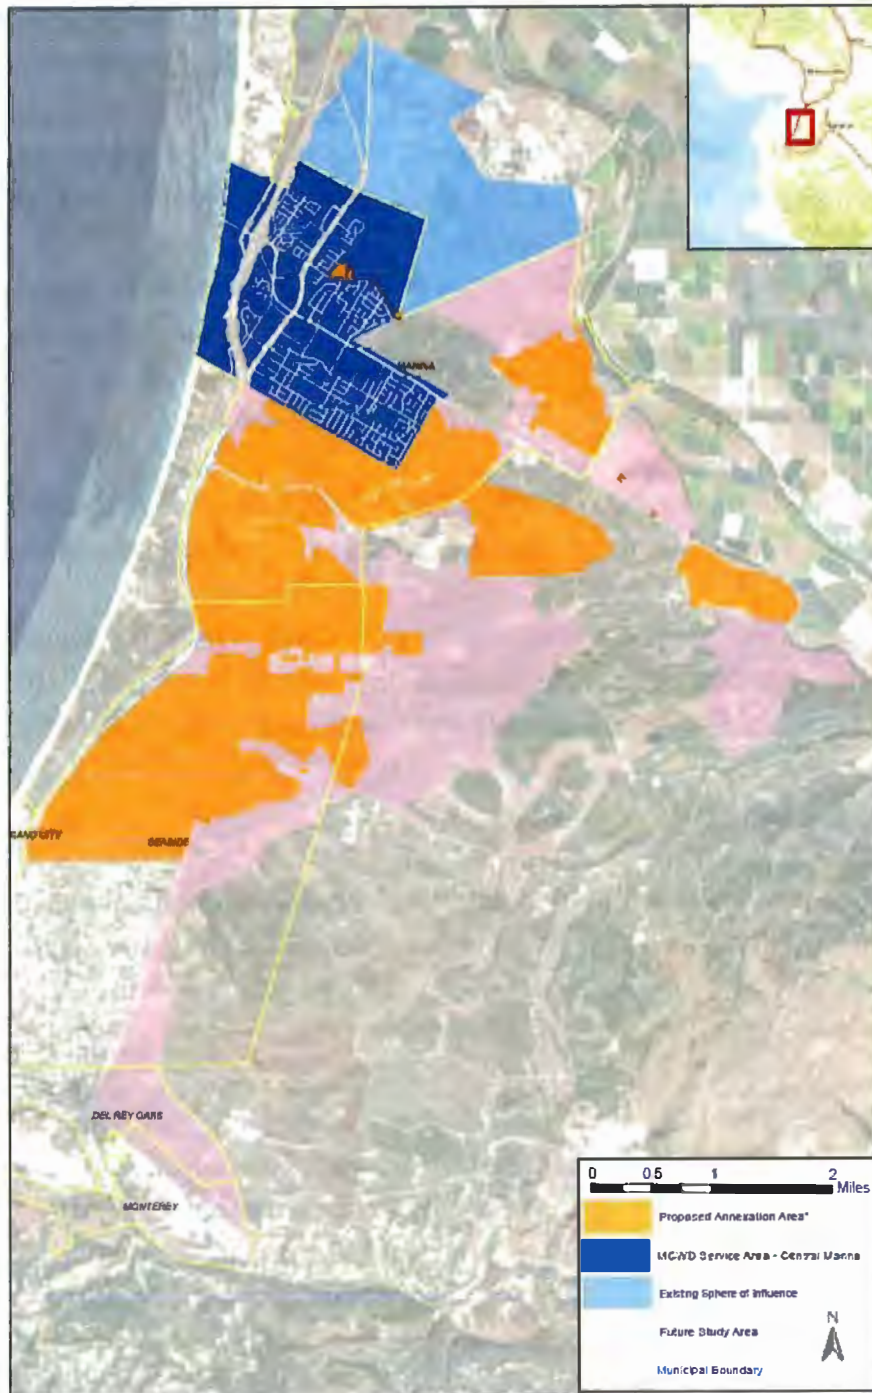 MARINA
SAND CITY
SEASIDE
DEL REY OAKS
MONTEREY
0 0.5 1 2
Miles
Proposed Annexation Area*
MCWD Service Area - Central Marina
Existing Sphere of Influence
Future Study Area
Municipal Boundary
N